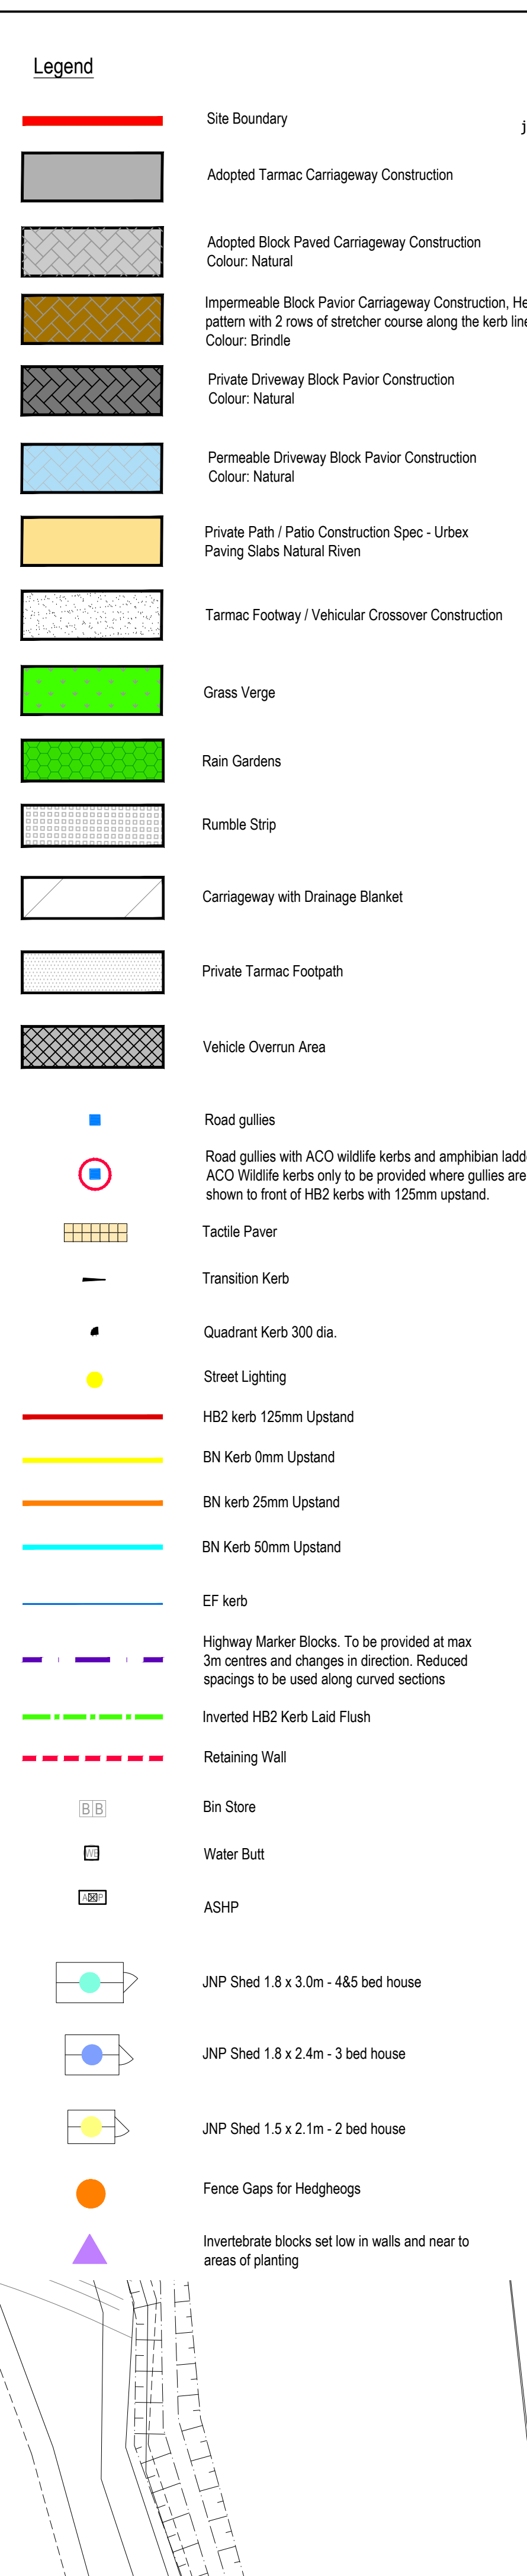 Legend
Site Boundary
j
Adopted Tarmac Carriageway Construction
Adopted Block Paved Carriageway Construction
Colour: Natural
Impermeable Block Pavior Carriageway Construction, He
pattern with 2 rows of stretcher course along the kerb line
Colour: Brindle
Private Driveway Block Pavior Construction
Colour: Natural
Permeable Driveway Block Pavior Construction
Colour: Natural
Private Path / Patio Construction Spec - Urbex
Paving Slabs Natural Riven
Tarmac Footway / Vehicular Crossover Construction
Grass Verge
Rain Gardens
Rumble Strip
Carriageway with Drainage Blanket
Private Tarmac Footpath
Vehicle Overrun Area
Road gullies
Road gullies with ACO wildlife kerbs and amphibian ladd
ACO Wildlife kerbs only to be provided where gullies are
shown to front of HB2 kerbs with 125mm upstand.
Tactile Paver
Transition Kerb
Quadrant Kerb 300 dia.
Street Lighting
HB2 kerb 125mm Upstand
BN Kerb 0mm Upstand
BN kerb 25mm Upstand
BN Kerb 50mm Upstand
EF kerb
Highway Marker Blocks. To be provided at max
3m centres and changes in direction. Reduced
spacings to be used along curved sections
Inverted HB2 Kerb Laid Flush
Retaining Wall
BB Bin Store
WB Water Butt
ASHP
JNP Shed 1.8 x 3.0m - 4&5 bed house
JNP Shed 1.8 x 2.4m - 3 bed house
JNP Shed 1.5 x 2.1m - 2 bed house
Fence Gaps for Hedgheogs
Invertebrate blocks set low in walls and near to
areas of planting